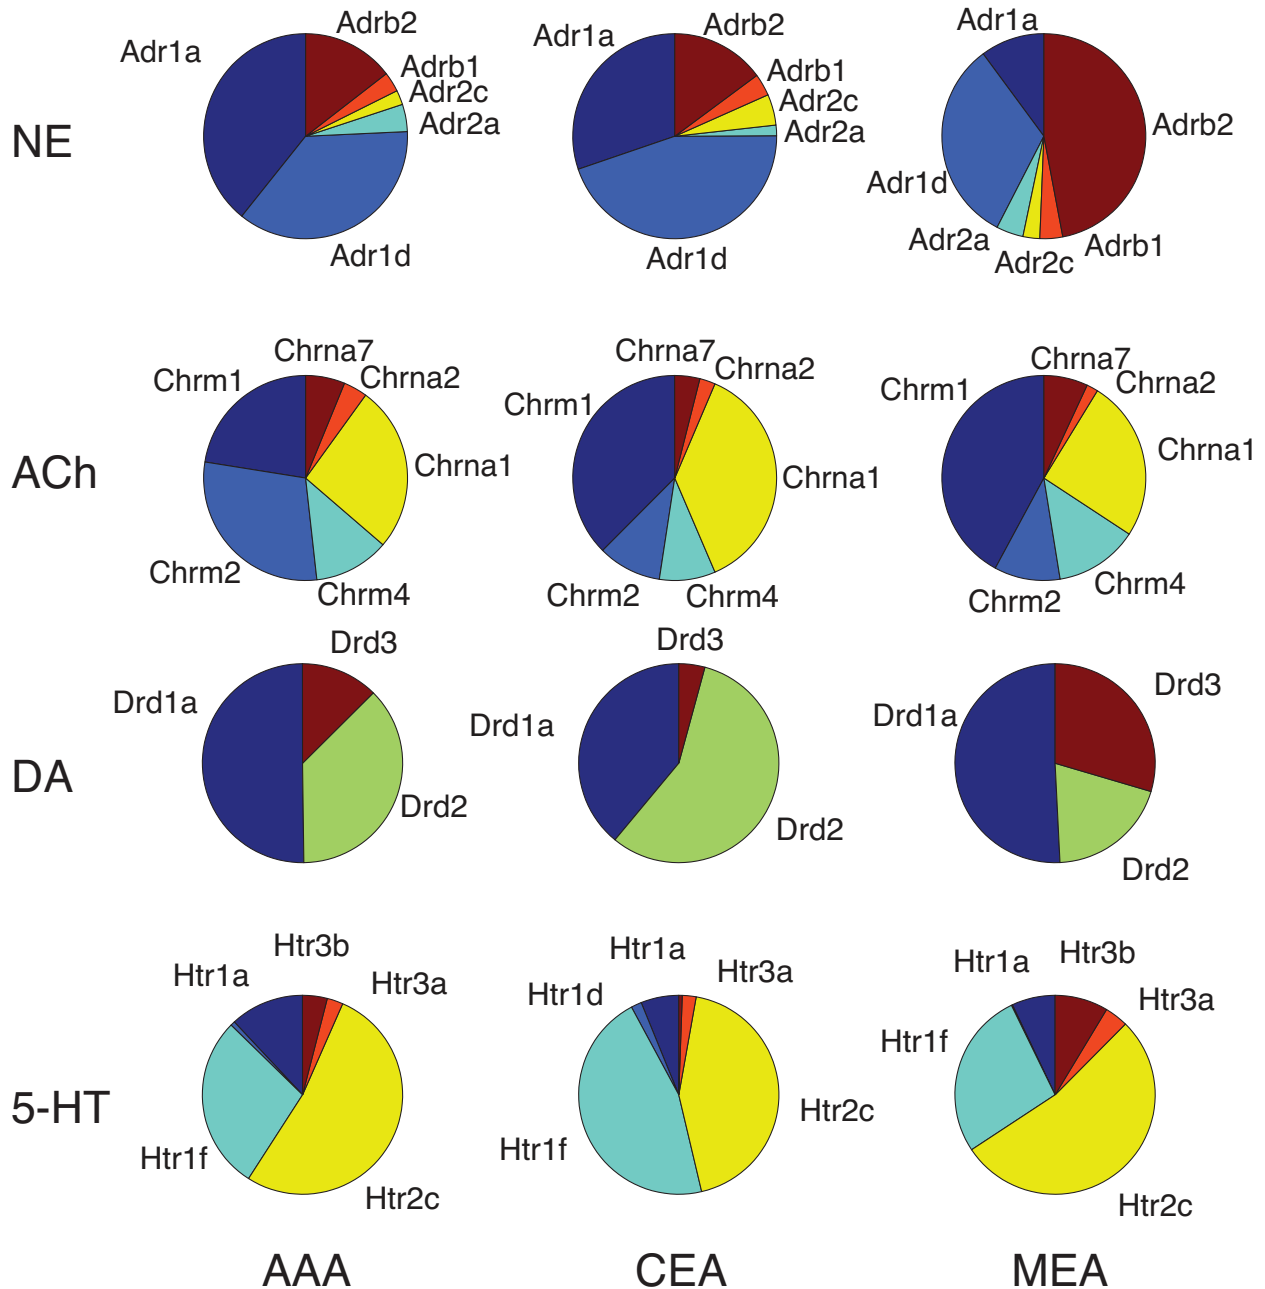 NE
Adr1a
Adrb2
Adrb1
Adr2c
Adr2a
Adr1d
Adr1a
Adrb2
Adrb1
Adr2c
Adr2a
Adr1d
Adr1a
Adrb2
Adr1d
Adr2a
Adr2c
Adrb1
ACh
Chrna7
Chrm1
Chrna2
Chrna1
Chrm2
Chrm4
Chrna7
Chrna2
Chrm1
Chrna1
Chrm2
Chrm4
Chrna7
Chrna2
Chrm1
Chrna1
Chrm4
Chrm2
DA
Drd3
Drd1a
Drd2
Drd3
Drd1a
Drd2
Drd3
Drd1a
Drd2
5-HT
Htr3b
Htr1a
Htr3a
Htr1f
Htr2c
Htr1a
Htr3a
Htr1d
Htr2c
Htr1f
Htr1a
Htr3b
Htr3a
Htr1f
Htr2c
AAA
CEA
MEA